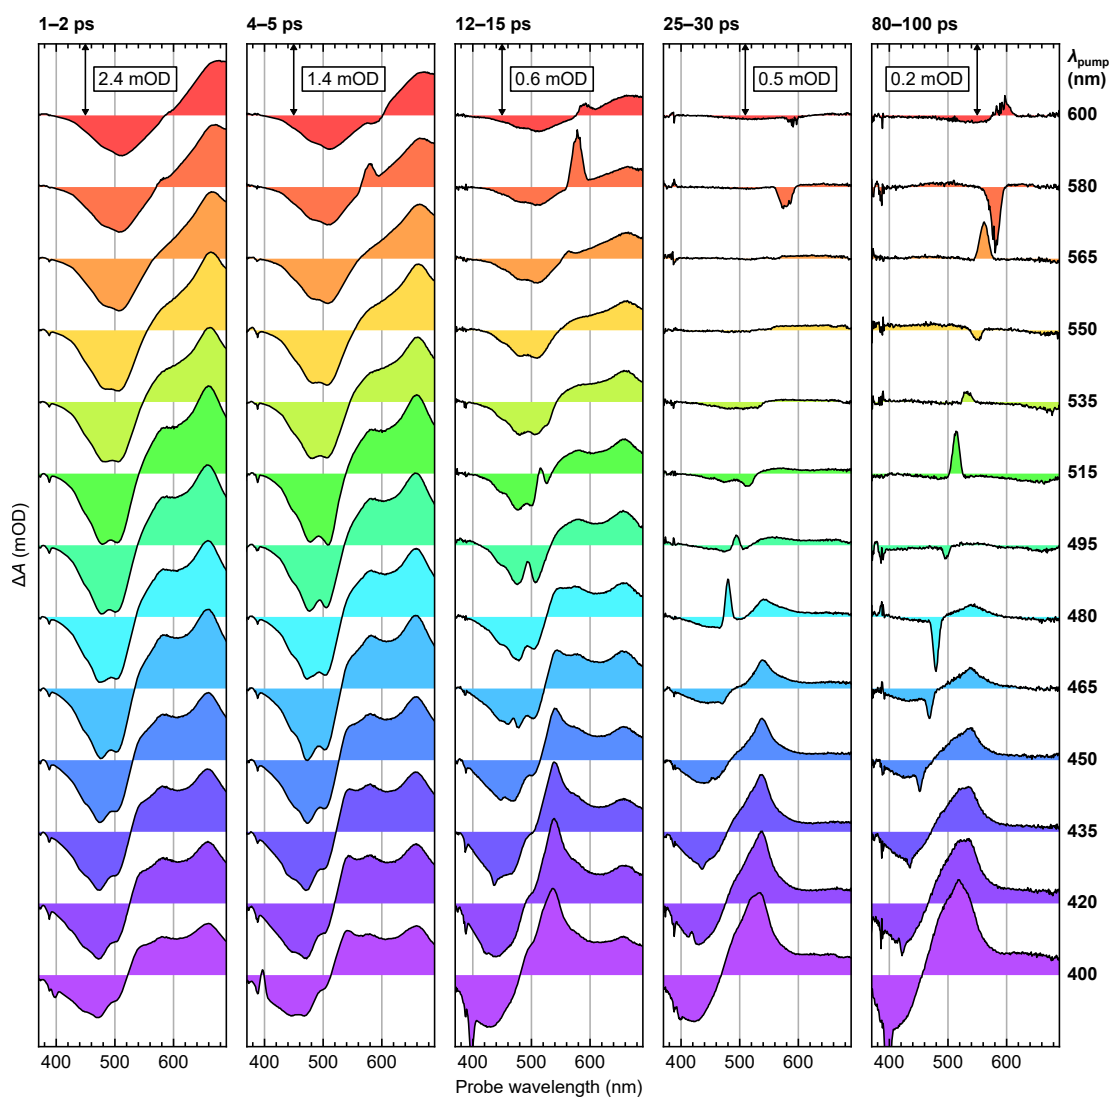 1–2 ps
4–5 ps
12–15 ps
25–30 ps
80–100 ps
2.4 mOD
1.4 mOD
0.6 mOD
0.5 mOD
0.2 mOD
λpump
(nm)
600
580
565
550
535
515
495
480
465
450
435
420
400
ΔA (mOD)
400 500 600
400 500 600
400 500 600
400 500 600
400 500 600
Probe wavelength (nm)